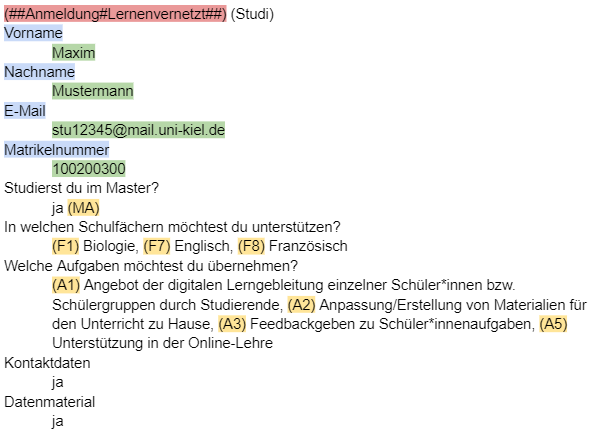 (##Anmeldung#Lernenvernetzt##) (Studi)
Vorname
Maxim
Nachname
Mustermann
E-Mail
stu12345@mail.uni-kiel.de
Matrikelnummer
100200300
Studierst du im Master?
ja (MA)
In welchen Schulfächern möchtest du unterstützen?
(F1) Biologie, (F7) Englisch, (F8) Französisch
Welche Aufgaben möchtest du übernehmen?
(A1) Angebot der digitalen Lerngebleitung einzelner Schüler*innen bzw.
Schülergruppen durch Studierende, (A2) Anpassung/Erstellung von Materialien für
den Unterricht zu Hause, (A3) Feedbackgeben zu Schüler*innenaufgaben, (A5)
Unterstützung in der Online-Lehre
Kontaktdaten
ja
Datenmaterial
ja